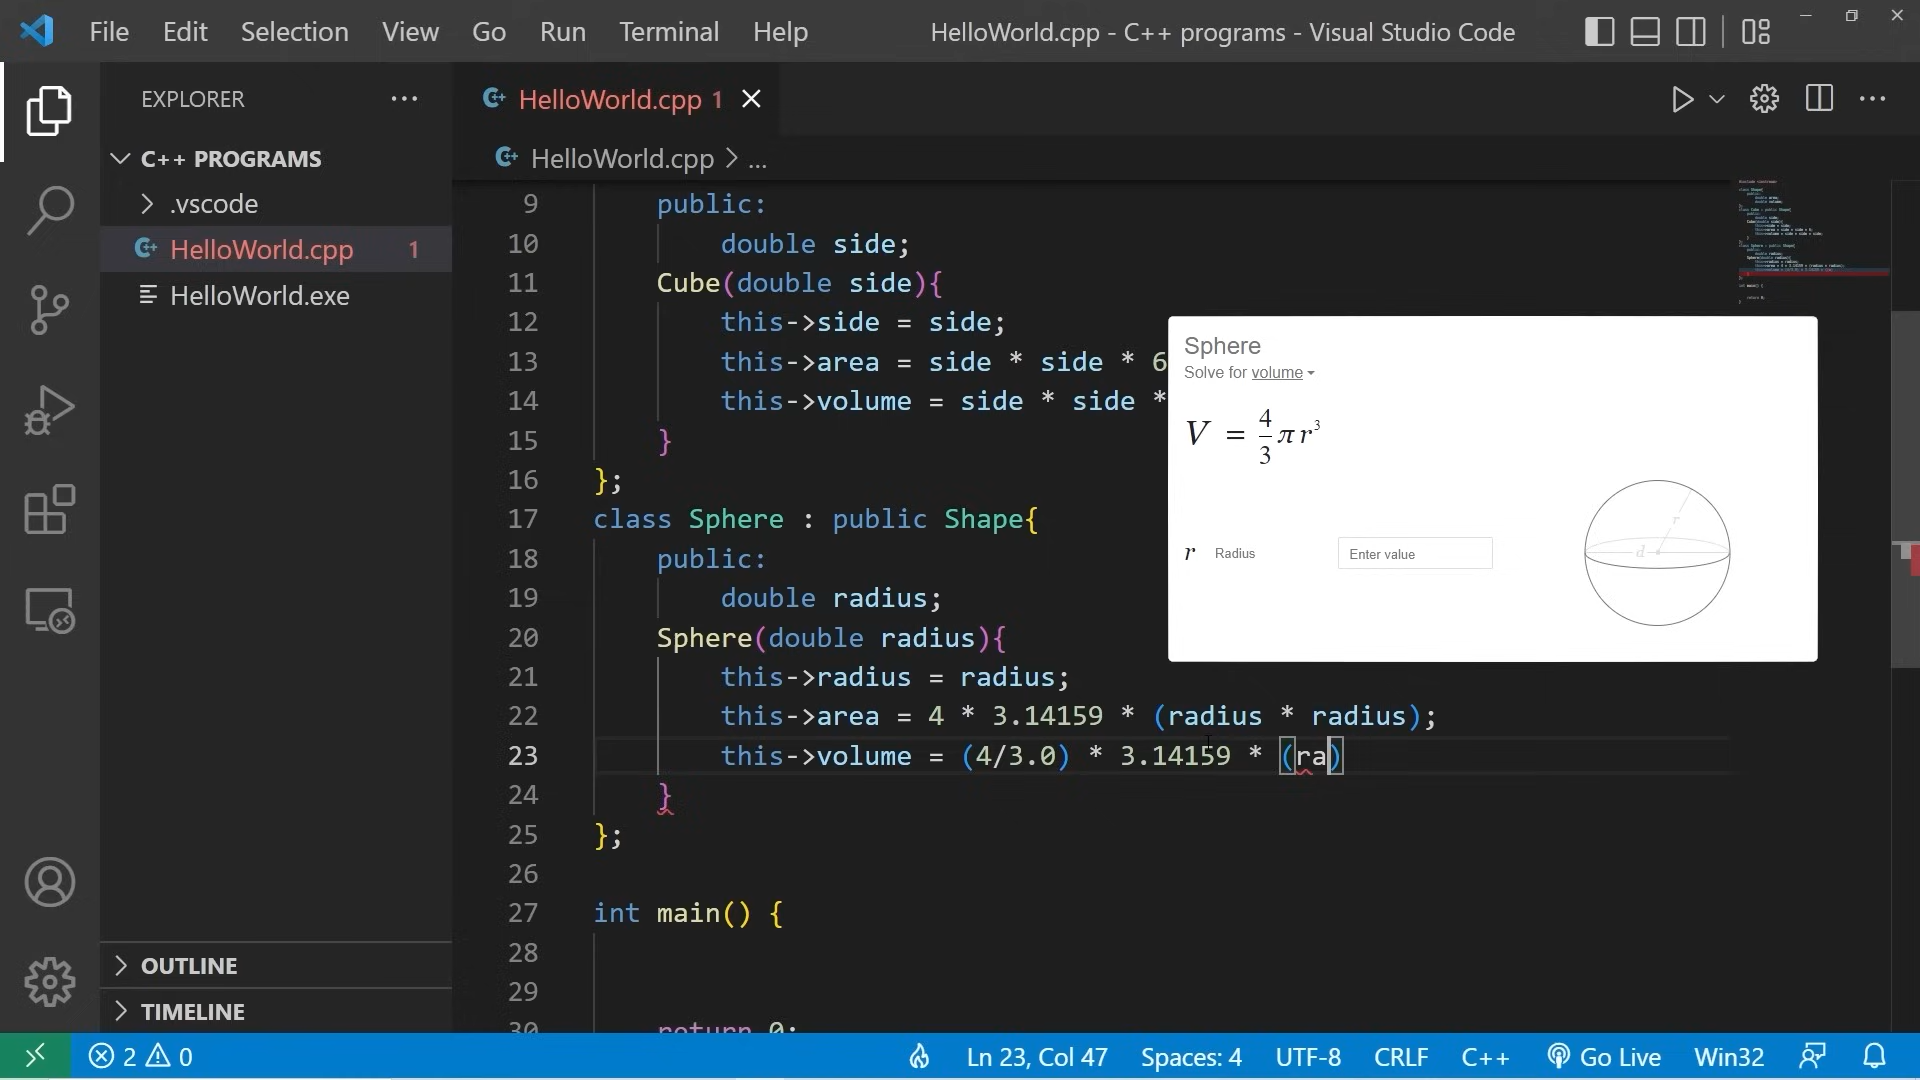 File Edit Selection View Go Run Terminal Help HelloWorld.cpp - C++ programs - Visual Studio Code
EXPLORER
C++ PROGRAMS
.vscode
HelloWorld.cpp 1
HelloWorld.exe
OUTLINE
TIMELINE
HelloWorld.cpp 1
HelloWorld.cpp > ...
9 public:
10 double side;
11 Cube(double side){
12 this->side = side;
13 this->area = side * side * 6
14 this->volume = side * side *
15 }
16 };
17 class Sphere : public Shape{
18 public:
19 double radius;
20 Sphere(double radius){
21 this->radius = radius;
22 this->area = 4 * 3.14159 * (radius * radius);
23 this->volume = (4/3.0) * 3.14159 * (ra)
24 }
25 };
26
27 int main() {
28
29
30 return 0;
Sphere
Solve for volume
V = 4/3 π r³
r Radius Enter value
r
d
2 0 Ln 23, Col 47 Spaces: 4 UTF-8 CRLF C++ Go Live Win32